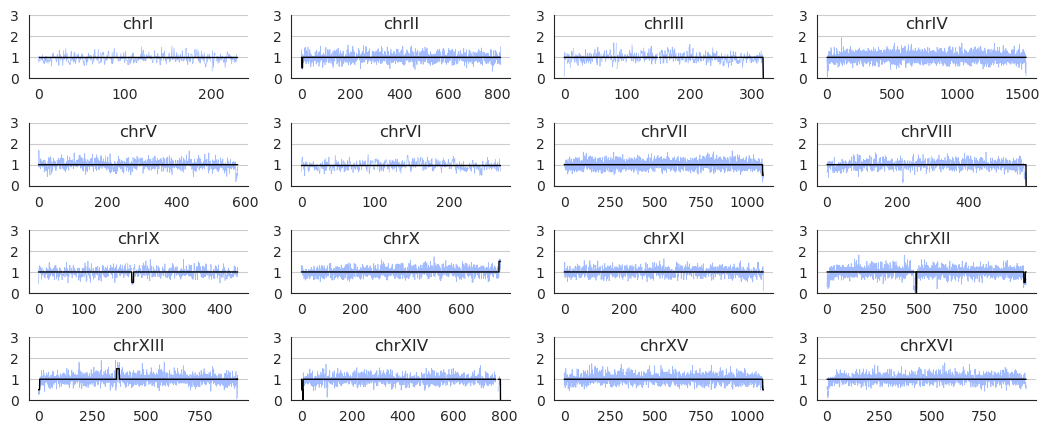 3 chrI
2
1
0
0 100 200
3 chrII
2
1
0
0 200 400 600 800
3 chrIII
2
1
0
0 100 200 300
3 chrIV
2
1
0
0 500 1000 1500
3 chrV
2
1
0
0 200 400 600
3 chrVI
2
1
0
0 100 200
3 chrVII
2
1
0
0 250 500 750 1000
3 chrVIII
2
1
0
0 200 400
3 chrIX
2
1
0
0 100 200 300 400
3 chrX
2
1
0
0 200 400 600
3 chrXI
2
1
0
0 200 400 600
3 chrXII
2
1
0
0 250 500 750 1000
3 chrXIII
2
1
0
0 250 500 750
3 chrXIV
2
1
0
0 200 400 600 800
3 chrXV
2
1
0
0 250 500 750 1000
3 chrXVI
2
1
0
0 250 500 750